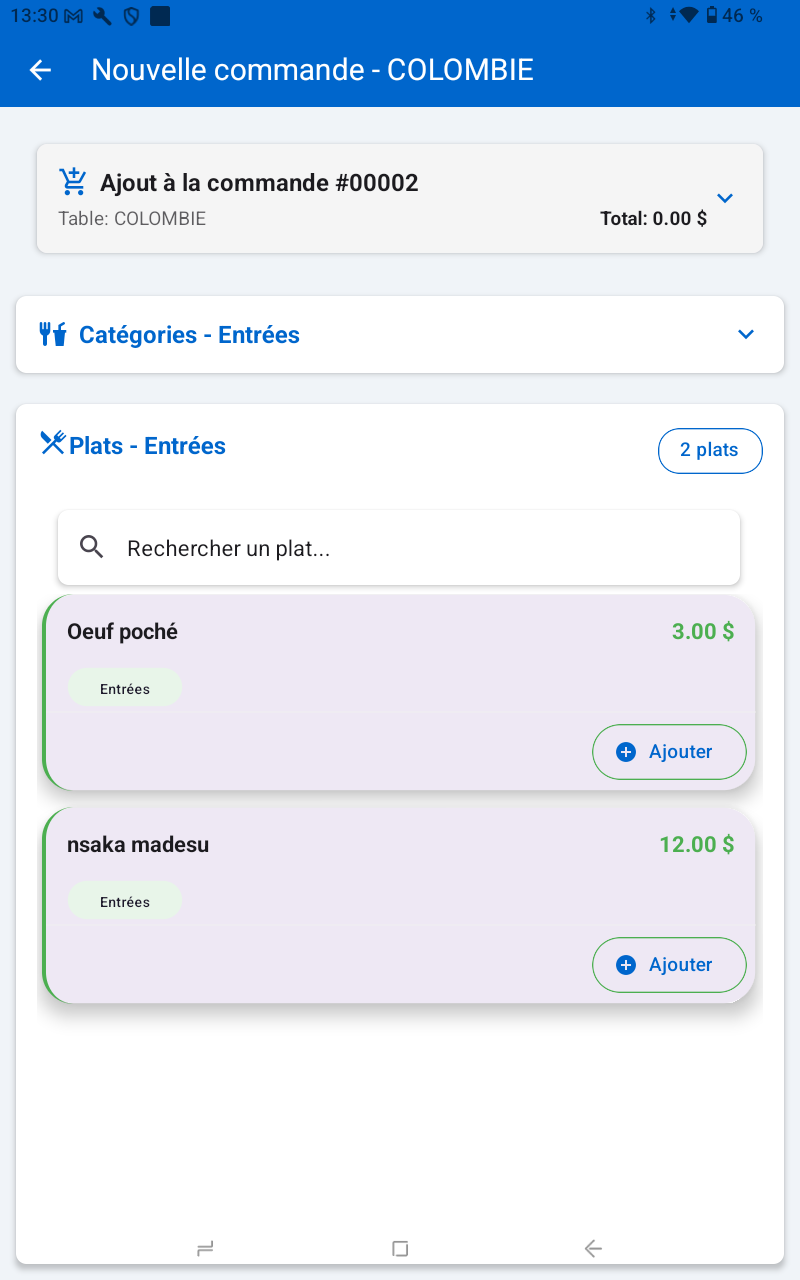 13:30 46 %
Nouvelle commande - COLOMBIE
Ajout à la commande #00002
Table: COLOMBIE Total: 0.00 $
Catégories - Entrées
Plats - Entrées 2 plats
Rechercher un plat...
Oeuf poché 3.00 $
Entrées
Ajouter
nsaka madesu 12.00 $
Entrées
Ajouter